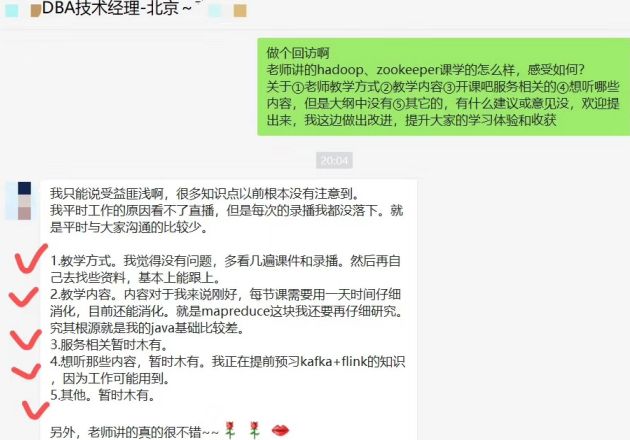 DBA技术经理-北京~
做个回访啊
老师讲的hadoop、zookeeper课学的怎么样，感受如何？
关于①老师教学方式②教学内容③开课吧服务相关的④想听哪些
内容，但是大纲中没有⑤其它的，有什么建议或意见没，欢迎提
出来，我这边做出改进，提升大家的学习体验和收获
20:04
我只能说受益匪浅啊，很多知识点以前根本没有注意到。
我平时工作的原因看不了直播，但是每次的录播我都没落下。就
是平时与大家沟通的比较少。
1.教学方式。我觉得没有问题，多看几遍课件和录播。然后再自
己去找些资料，基本上能跟上。
2.教学内容。内容对于我来说刚好，每节课需要用一天时间仔细
消化，目前还能消化。就是mapreduce这块我还要再仔细研究。
究其根源就是我的java基础比较差。
3.服务相关暂时木有。
4.想听那些内容，暂时木有。我正在提前预习kafka+flink的知识
，因为工作可能用到。
5.其他。暂时木有。
另外，老师讲的真的很不错~~